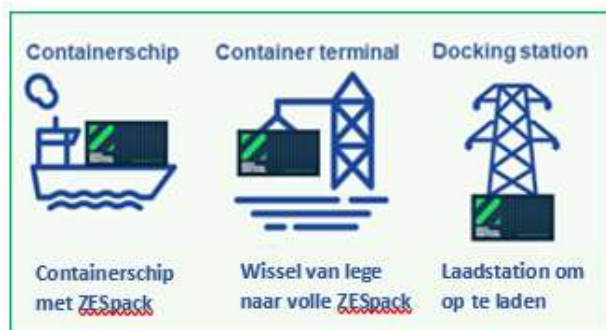 Containerschip
Container terminal
Docking station
Containerschip
met ZESpack
Wissel van lege
naar volle ZESpack
Laadstation om
op te laden